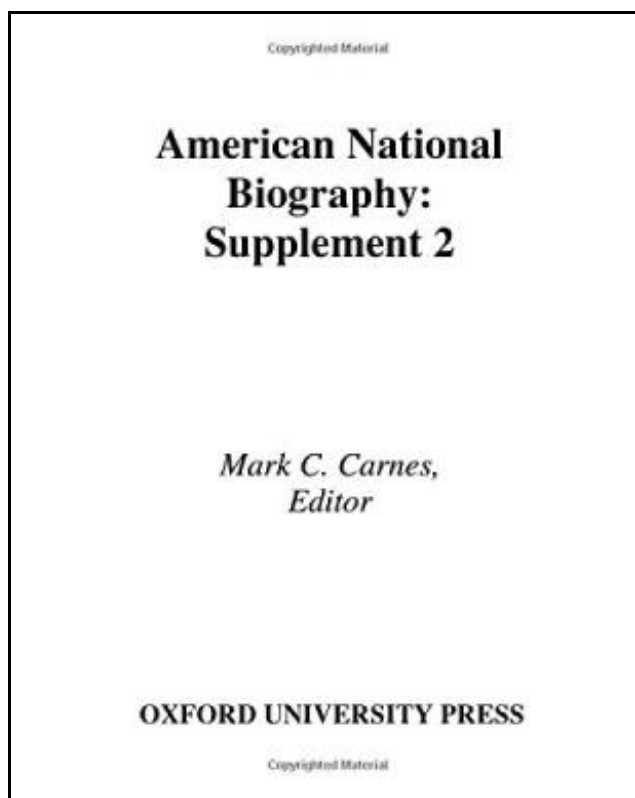 Copyrighted Material
American National
Biography:
Supplement 2
Mark C. Carnes,
Editor
OXFORD UNIVERSITY PRESS
Copyrighted Material